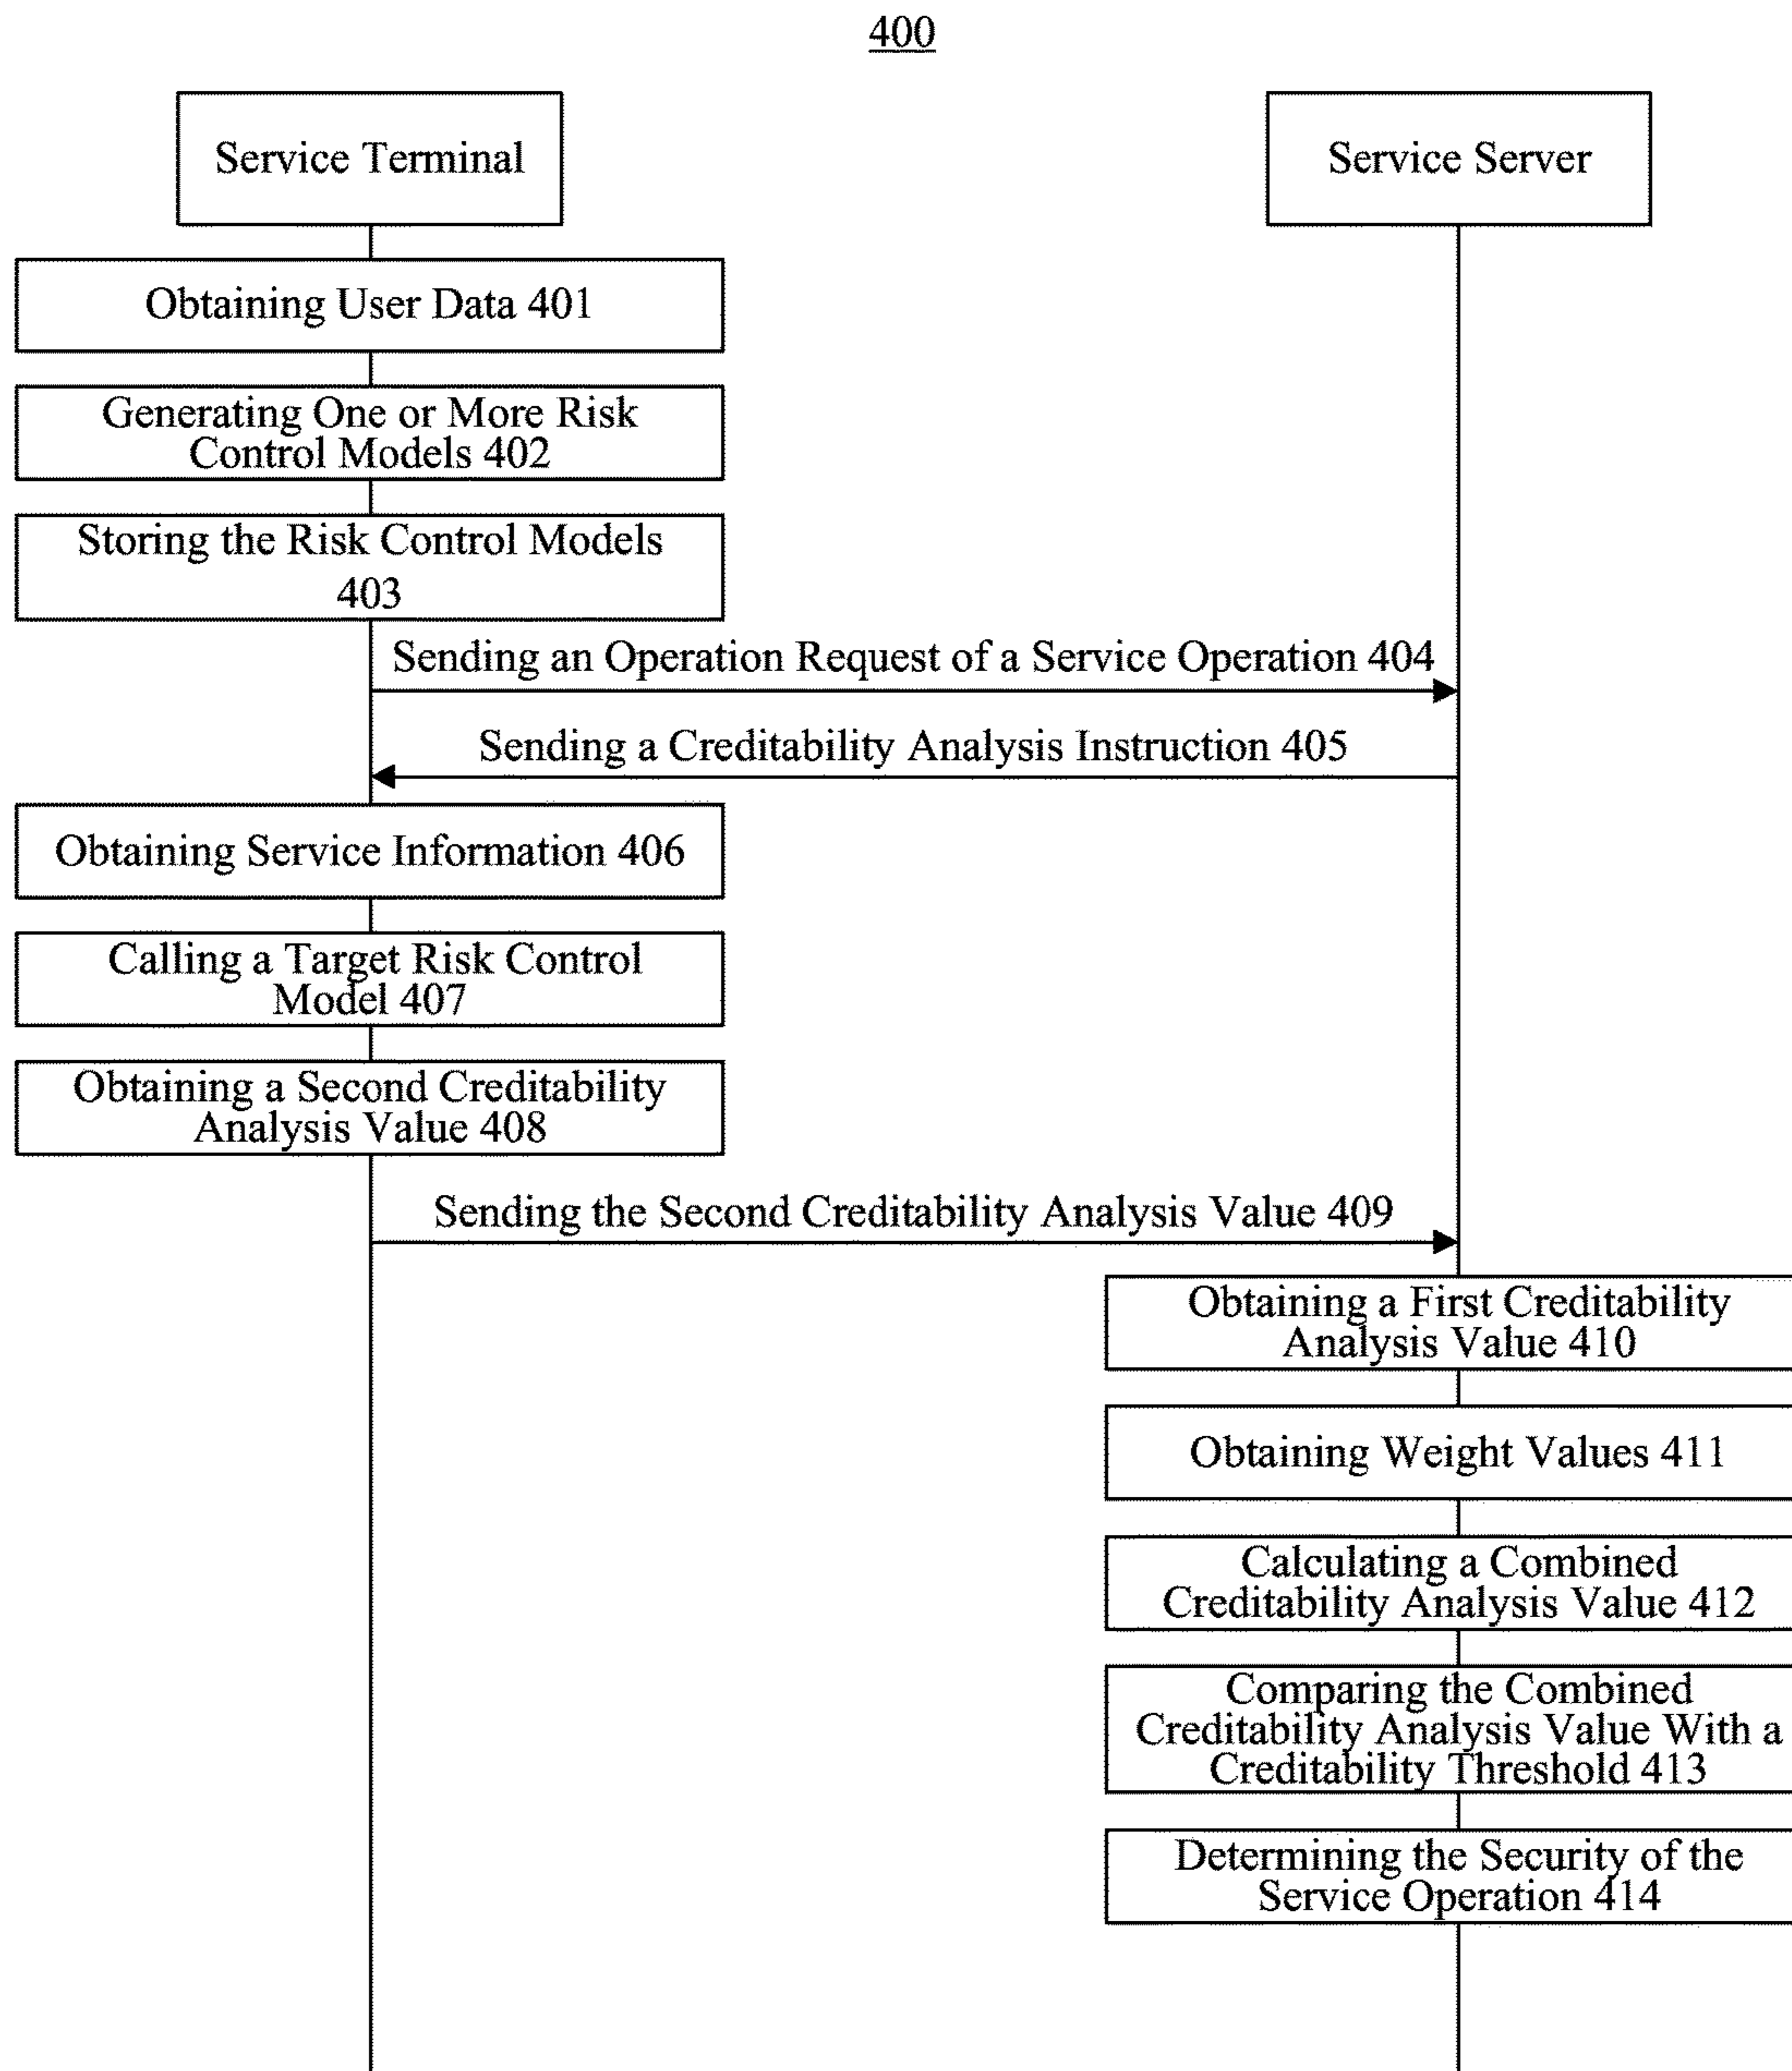 400
Service Terminal
Service Server
Obtaining User Data 401
Generating One or More Risk
Control Models 402
Storing the Risk Control Models
403
Sending an Operation Request of a Service Operation 404
Sending a Creditability Analysis Instruction 405
Obtaining Service Information 406
Calling a Target Risk Control
Model 407
Obtaining a Second Creditability
Analysis Value 408
Sending the Second Creditability Analysis Value 409
Obtaining a First Creditability
Analysis Value 410
Obtaining Weight Values 411
Calculating a Combined
Creditability Analysis Value 412
Comparing the Combined
Creditability Analysis Value With a
Creditability Threshold 413
Determining the Security of the
Service Operation 414